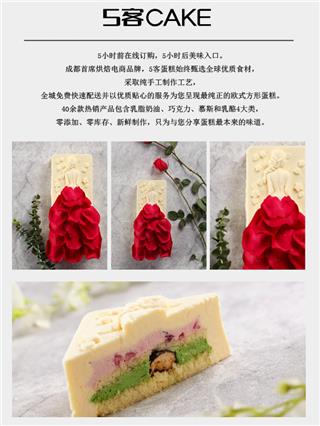 5客CAKE
5小时前在线订购，5小时后美味入口。
成都首席烘焙电商品牌，5客蛋糕始终甄选全球优质食材，
采取纯手工制作工艺，
全城免费快速配送并以优质贴心的服务为您呈现最纯正的欧式方形蛋糕。
40余款热销产品包含乳脂奶油、巧克力、慕斯和乳酪4大类，
零添加、零库存、新鲜制作，只为与您分享蛋糕最本来的味道。